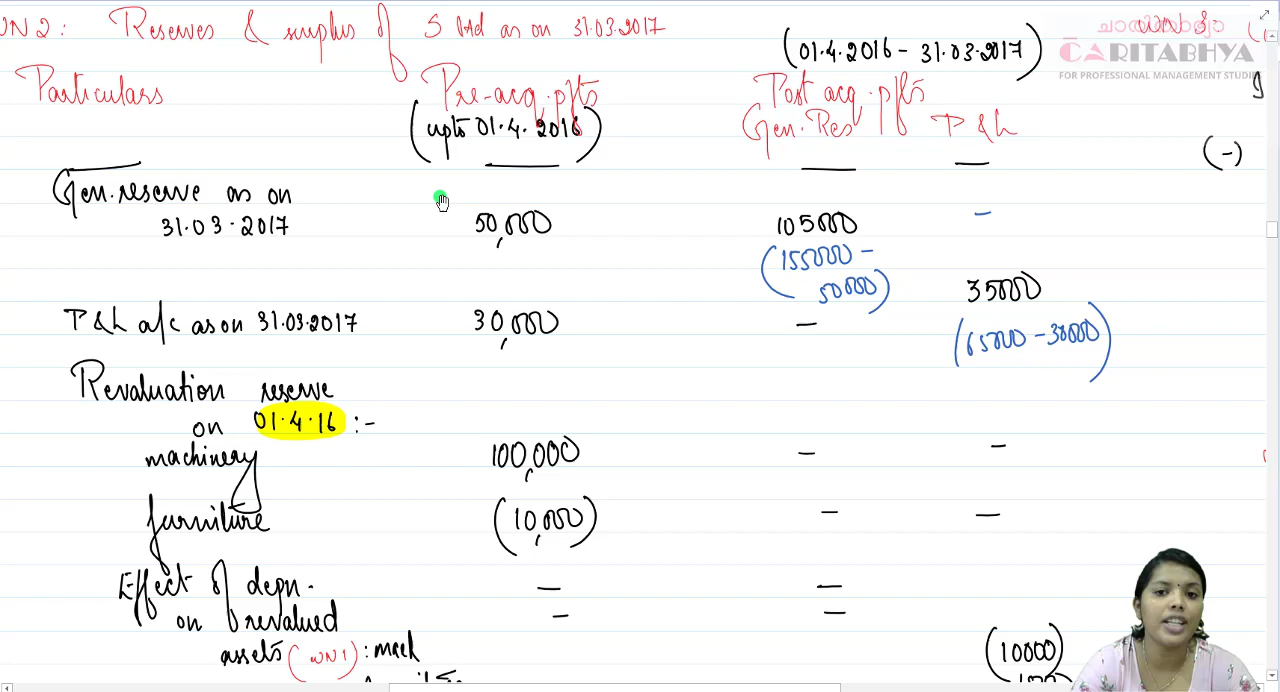 WN 2: Reserves & surplus of S Ltd as on 31.03.2017
WN 3:
ചാരിതാഭ്യം
CARITABHYA
FOR PROFESSIONAL MANAGEMENT STUDIES
(01.4.2016 - 31.03.2017)
Particulars Pre-acq.pfts Post acq.pfts
(upto 01.4.2016) Gen.Res | P&L
(-)
Gen.reserve as on
31.03.2017 50,000 105000 -
(155000 -
50000)
35000
P&L a/c as on 31.03.2017 30,000 - (65000 - 30000)
Revaluation reserve
on 01.4.16 :-
machinery 100,000 - -
furniture (10,000) - -
Effect of depn. - -
on revalued - -
assets (WN1) : mach (10000)